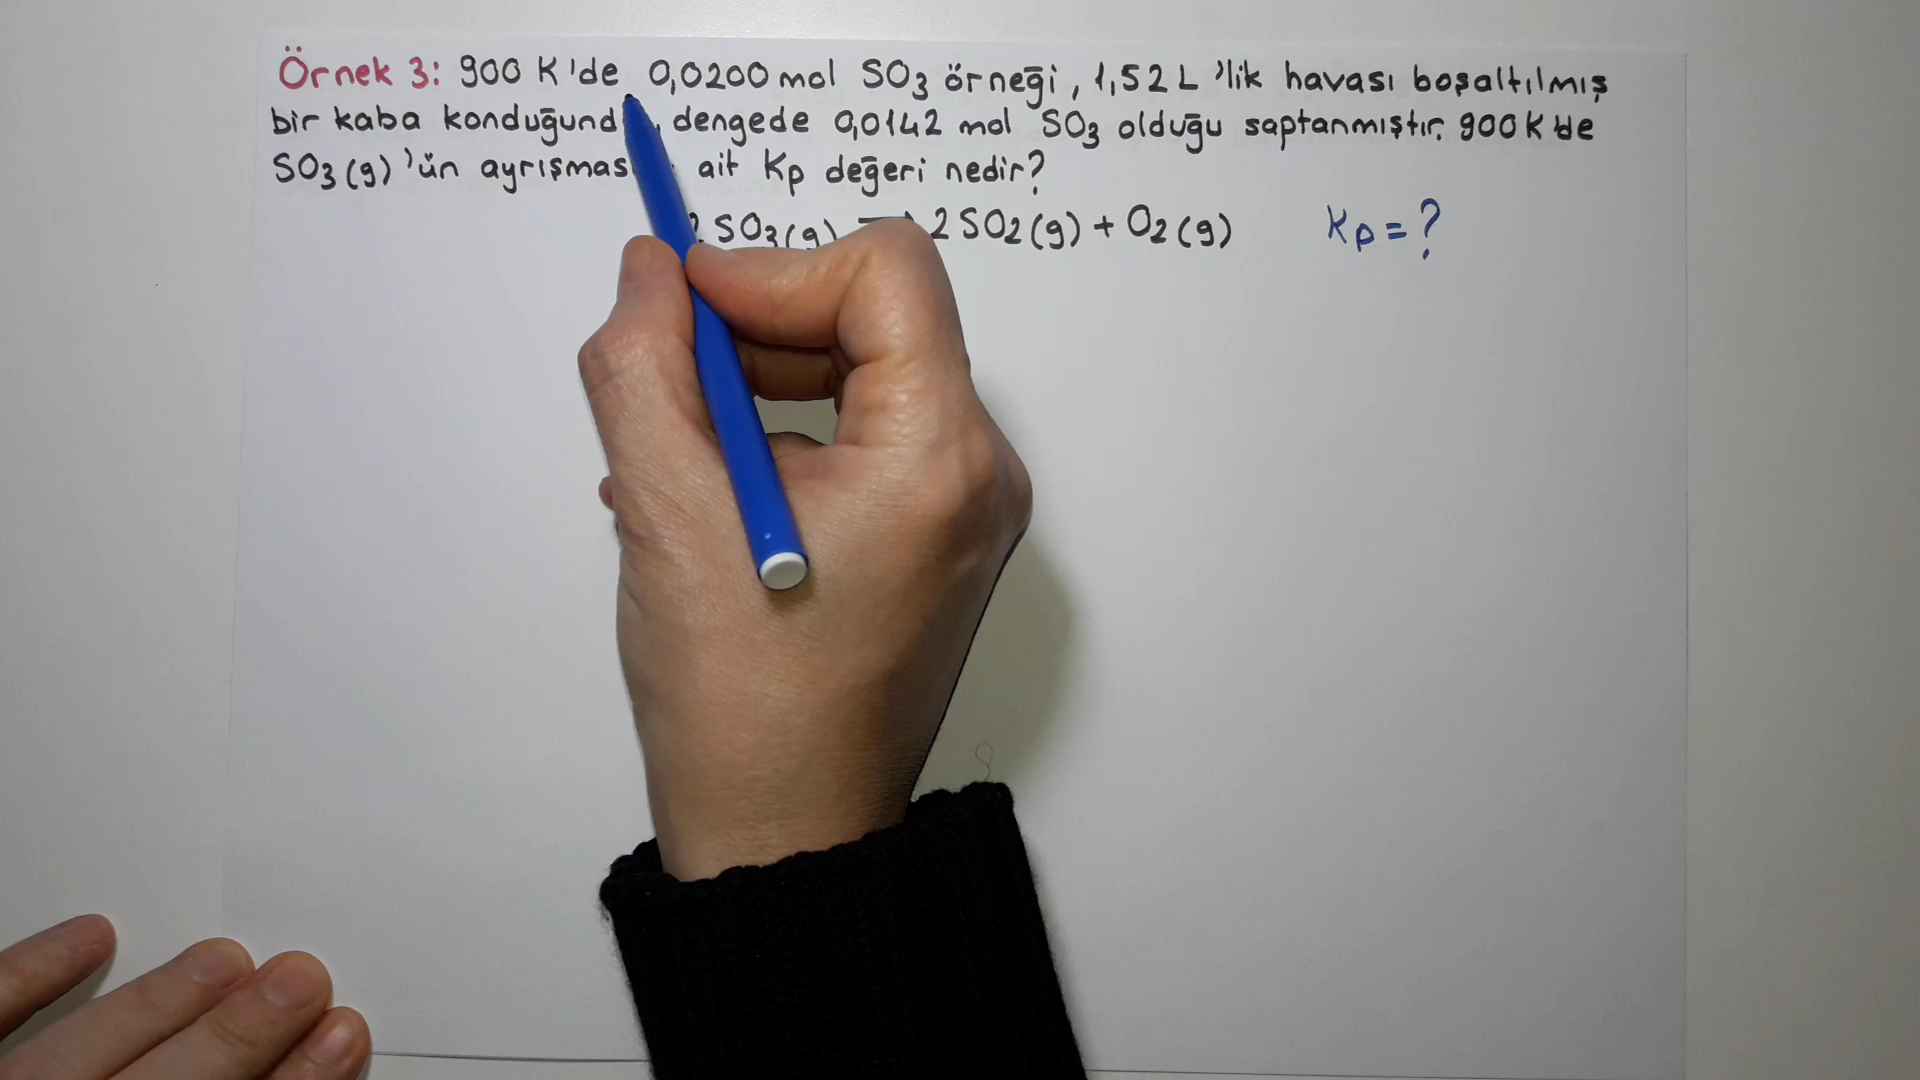 Örnek 3: 900 K'de 0,0200 mol SO₃ örneği, 1,52 L'lik havası boşaltılmış
bir kaba konduğund , dengede 0,0142 mol SO₃ olduğu saptanmıştır. 900 K'de
SO₃(g)'ün ayrışmas ait Kp değeri nedir?
2 SO₃(g) ⇌ 2 SO₂(g) + O₂(g) Kp = ?